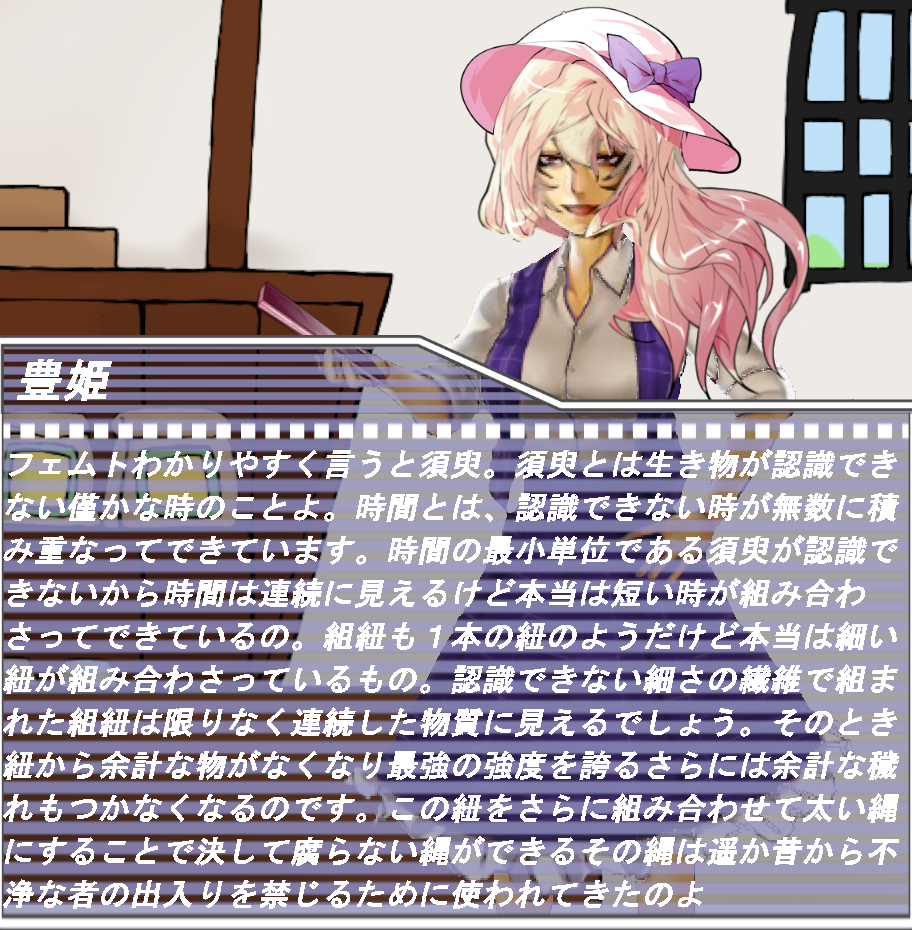 豊姫
フェムトわかりやすく言うと須臾。須臾とは生き物が認識でき
ない僅かな時のことよ。時間とは、認識できない時が無数に積
み重なってできています。時間の最小単位である須臾が認識で
きないから時間は連続に見えるけど本当は短い時が組み合わ
さってできているの。組紐も１本の紐のようだけど本当は細い
紐が組み合わさっているもの。認識できない細さの繊維で組ま
れた組紐は限りなく連続した物質に見えるでしょう。そのとき
紐から余計な物がなくなり最強の強度を誇るさらには余計な穢
れもつかなくなるのです。この紐をさらに組み合わせて太い縄
にすることで決して腐らない縄ができるその縄は遥か昔から不
浄な者の出入りを禁じるために使われてきたのよ